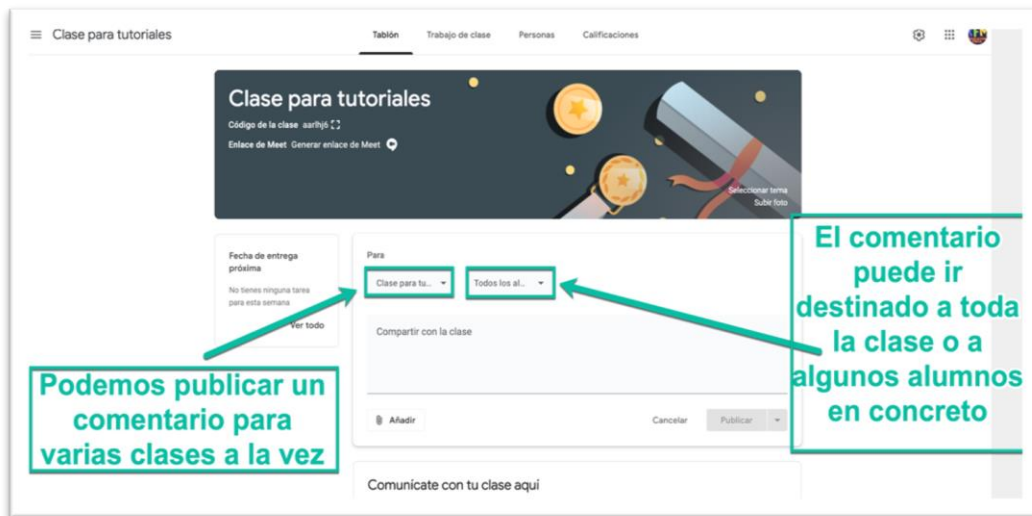 Clase para tutoriales
Tablón Trabajo de clase Personas Calificaciones
Clase para tutoriales
Código de la clase aarlhj6
Enlace de Meet Generar enlace de Meet
Seleccionar tema
Subir foto
Fecha de entrega
próxima
No tienes ninguna tarea
para esta semana
Ver todo
Para
Clase para tu... Todos los al...
Compartir con la clase
Añadir Cancelar Publicar
Comunícate con tu clase aquí
Podemos publicar un
comentario para
varias clases a la vez
El comentario
puede ir
destinado a toda
la clase o a
algunos alumnos
en concreto